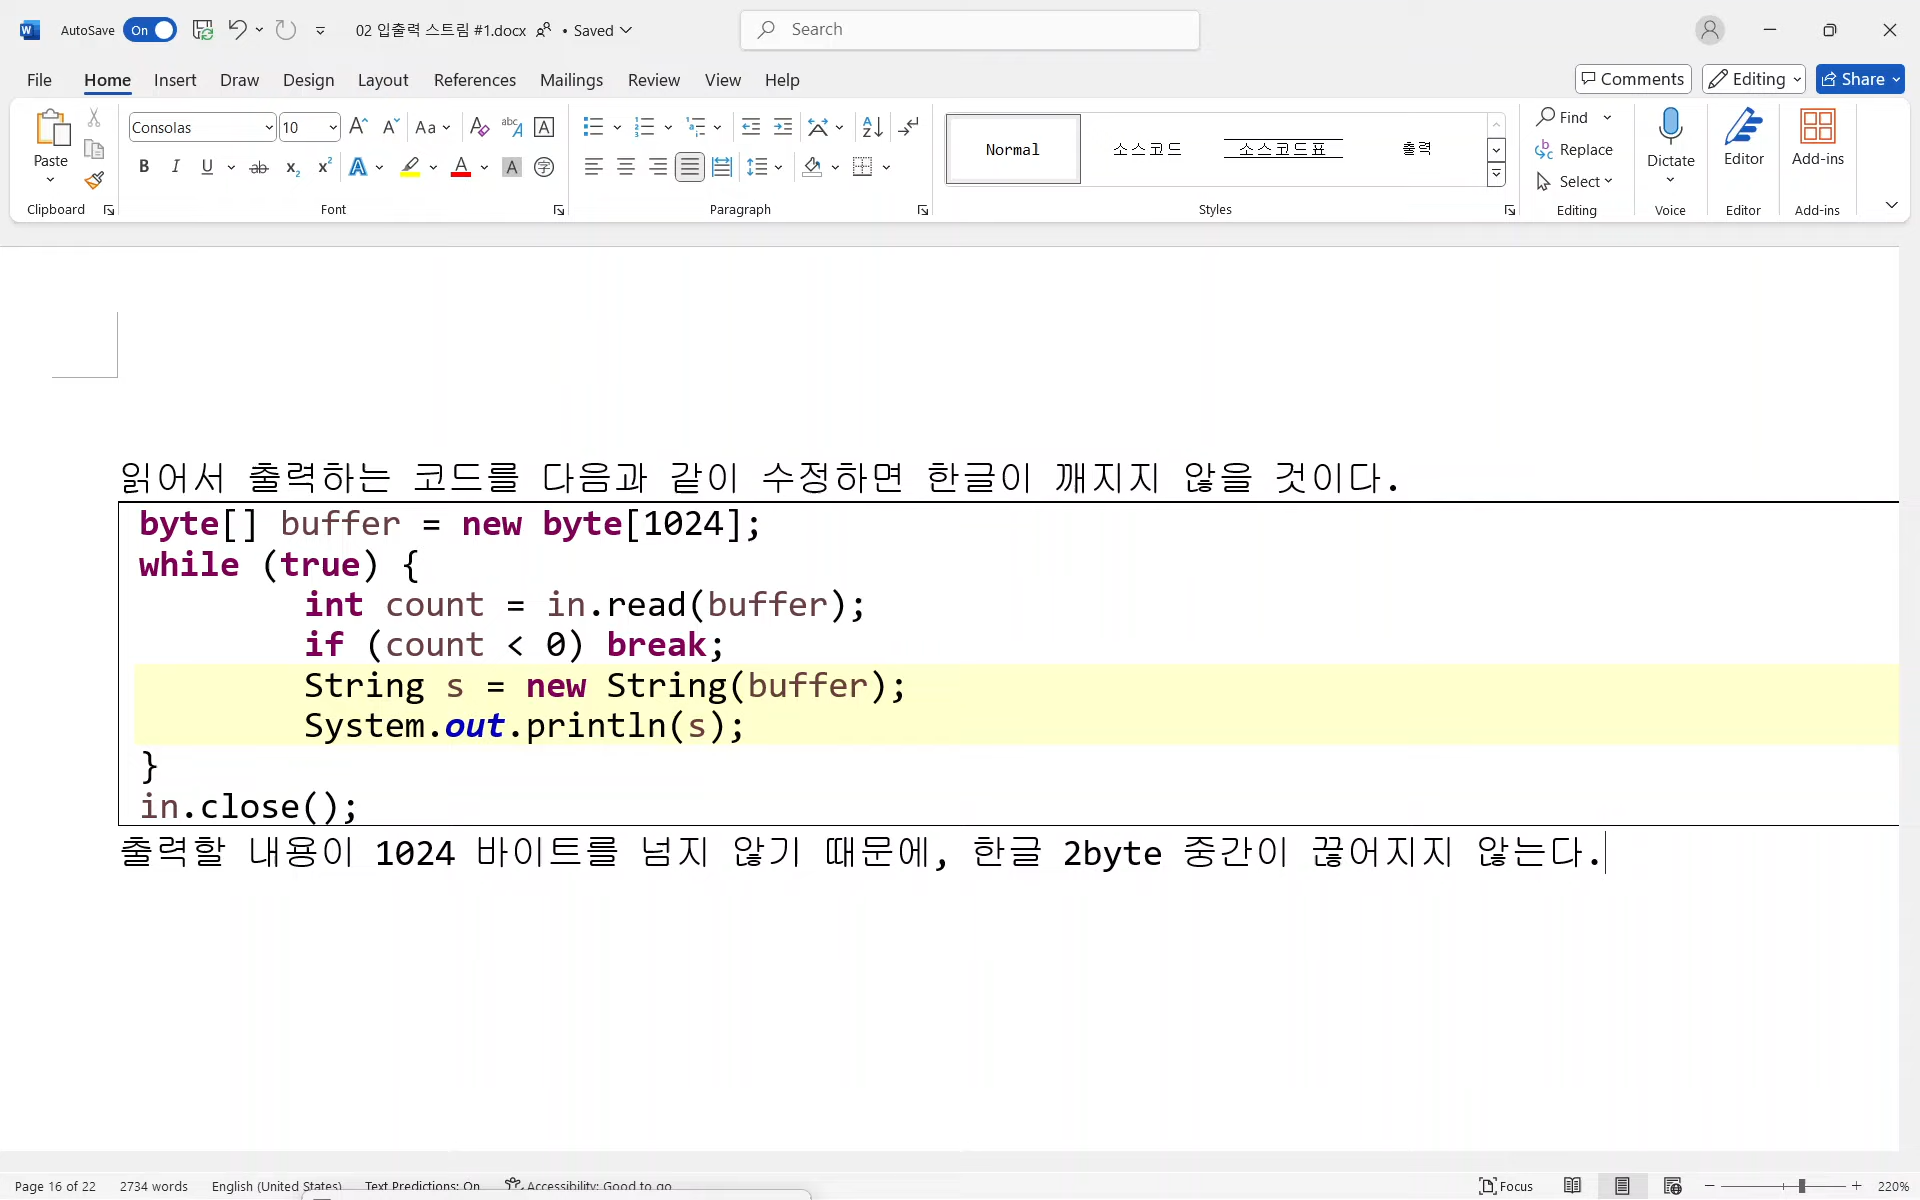 AutoSave On 02 입출력 스트림 #1.docx • Saved Search
File Home Insert Draw Design Layout References Mailings Review View Help Comments Editing Share
Paste Consolas 10 Normal 소스코드 소스코드표 출력 Find Replace Select Dictate Editor Add-ins
Clipboard Font Paragraph Styles Editing Voice Editor Add-ins
읽어서 출력하는 코드를 다음과 같이 수정하면 한글이 깨지지 않을 것이다.
byte[] buffer = new byte[1024];
while (true) {
int count = in.read(buffer);
if (count < 0) break;
String s = new String(buffer);
System.out.println(s);
}
in.close();
출력할 내용이 1024 바이트를 넘지 않기 때문에, 한글 2byte 중간이 끊어지지 않는다.
Page 16 of 22 2734 words English (United States) Text Predictions: On Accessibility: Good to go Focus 220%